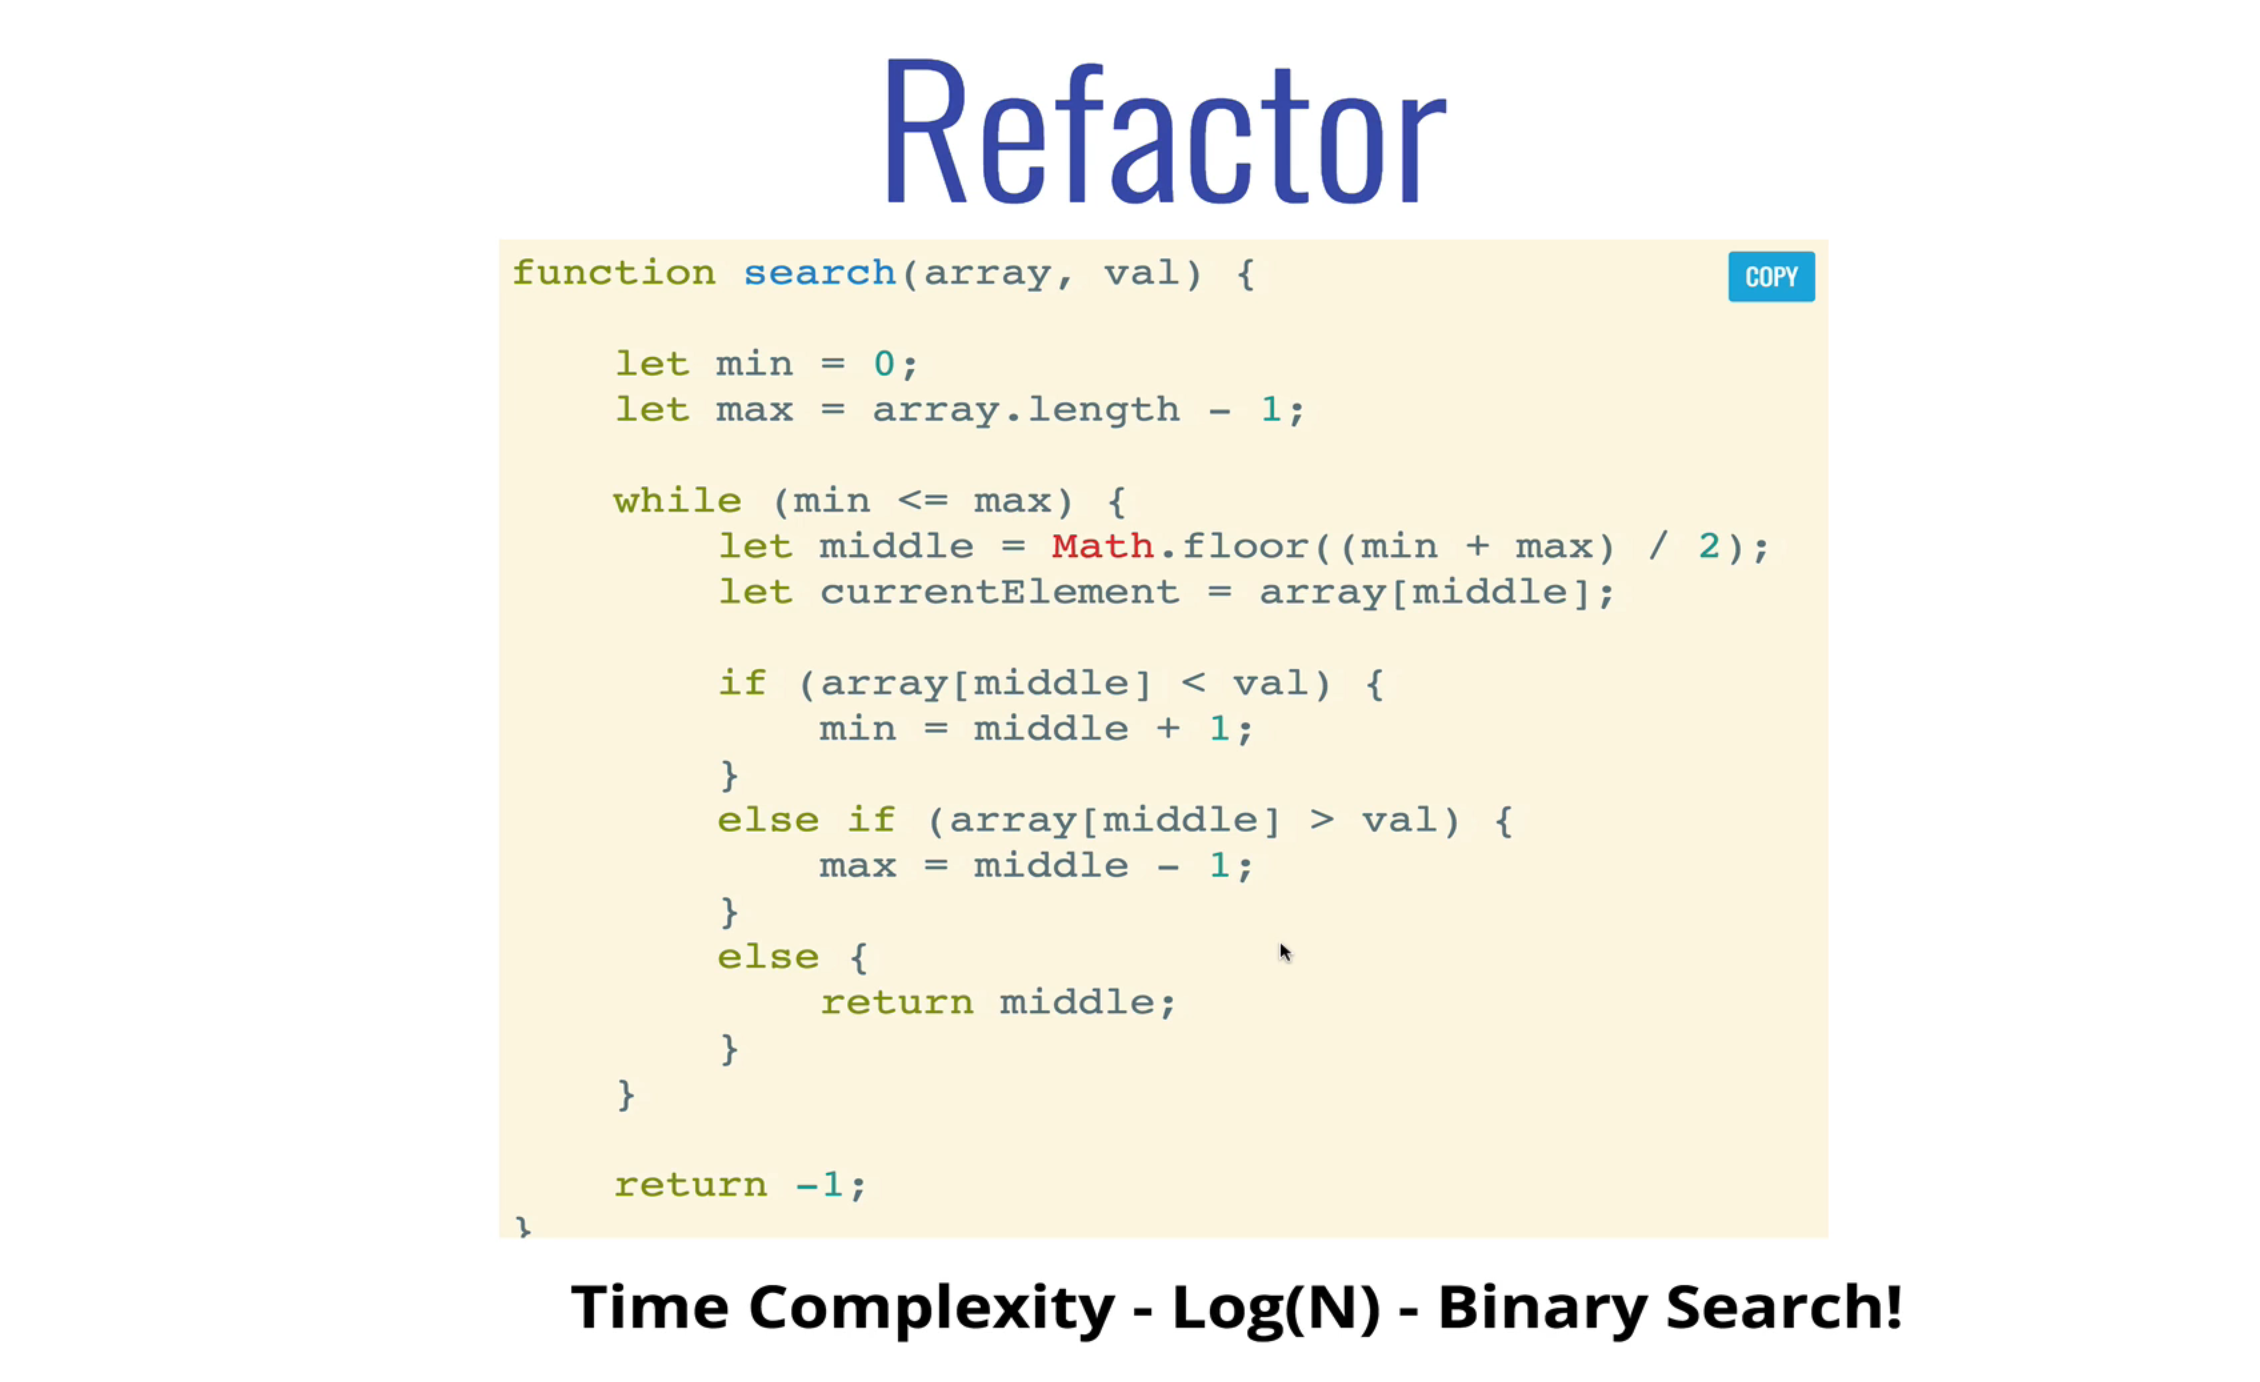 Refactor
function search(array, val) {
COPY
let min = 0;
let max = array.length - 1;
while (min <= max) {
let middle = Math.floor((min + max) / 2);
let currentElement = array[middle];
if (array[middle] < val) {
min = middle + 1;
}
else if (array[middle] > val) {
max = middle - 1;
}
else {
return middle;
}
}
return -1;
}
Time Complexity - Log(N) - Binary Search!